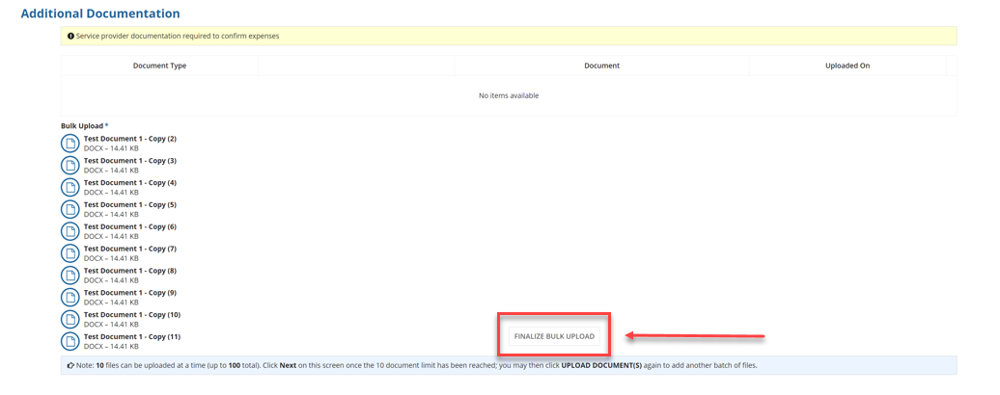 Additional Documentation
Service provider documentation required to confirm expenses
Document Type Document Uploaded On
No items available
Bulk Upload *
Test Document 1 - Copy (2)
DOCX – 14.41 KB
Test Document 1 - Copy (3)
DOCX – 14.41 KB
Test Document 1 - Copy (4)
DOCX – 14.41 KB
Test Document 1 - Copy (5)
DOCX – 14.41 KB
Test Document 1 - Copy (6)
DOCX – 14.41 KB
Test Document 1 - Copy (7)
DOCX – 14.41 KB
Test Document 1 - Copy (8)
DOCX – 14.41 KB
Test Document 1 - Copy (9)
DOCX – 14.41 KB
Test Document 1 - Copy (10)
DOCX – 14.41 KB
Test Document 1 - Copy (11)
DOCX – 14.41 KB
FINALIZE BULK UPLOAD
Note: 10 files can be uploaded at a time (up to 100 total). Click Next on this screen once the 10 document limit has been reached; you may then click UPLOAD DOCUMENT(S) again to add another batch of files.